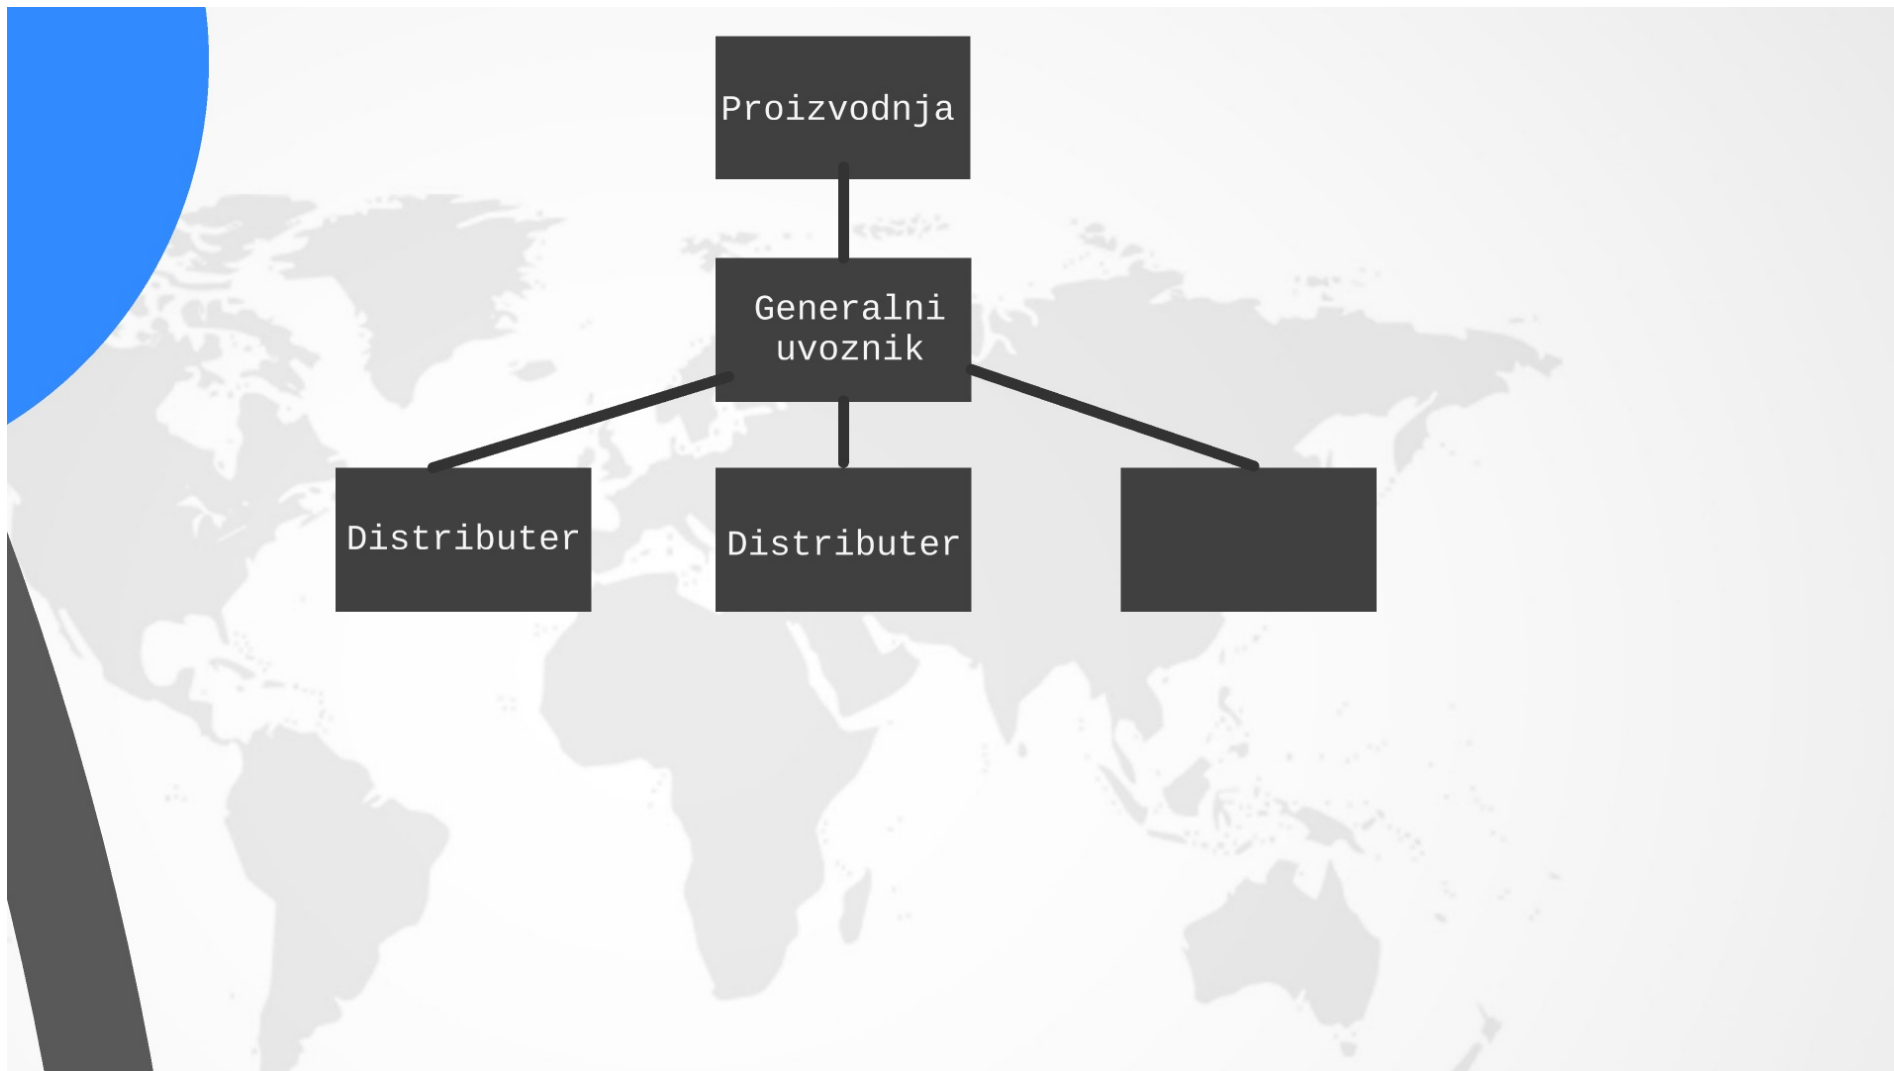 Proizvodnja
Generalni
uvoznik
Distributer
Distributer